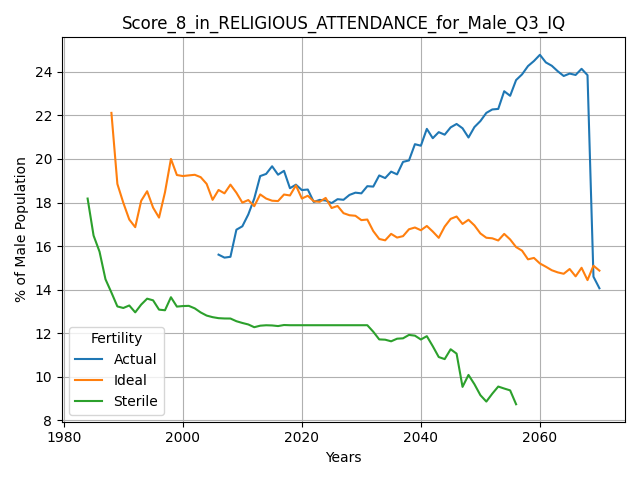 Score_8_in_RELIGIOUS_ATTENDANCE_for_Male_Q3_IQ
% of Male Population
24
22
20
18
16
14
12
10
8
Fertility
Actual
Ideal
Sterile
1980 2000 2020 2040 2060
Years